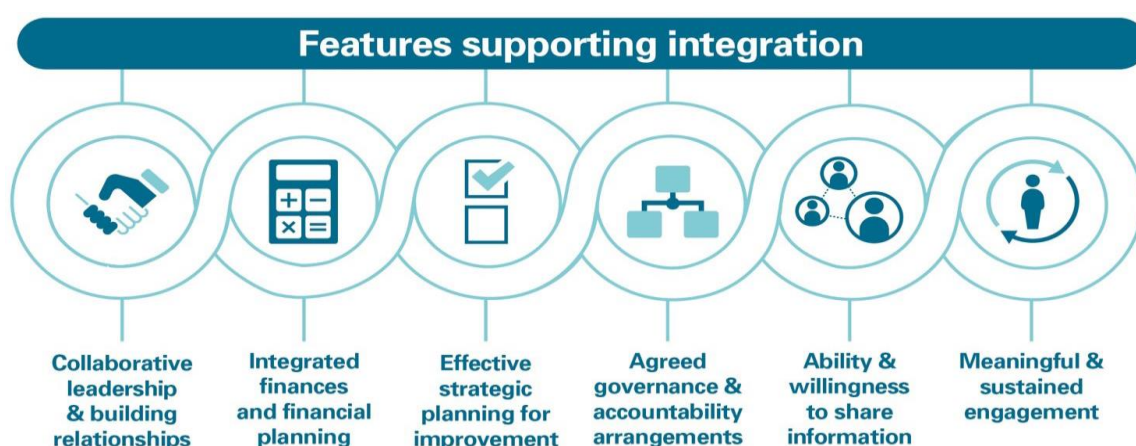 Features supporting integration
Collaborative
leadership
& building
relationships
Integrated
finances
and financial
planning
Effective
strategic
planning for
improvement
Agreed
governance &
accountability
arrangements
Ability &
willingness
to share
information
Meaningful &
sustained
engagement